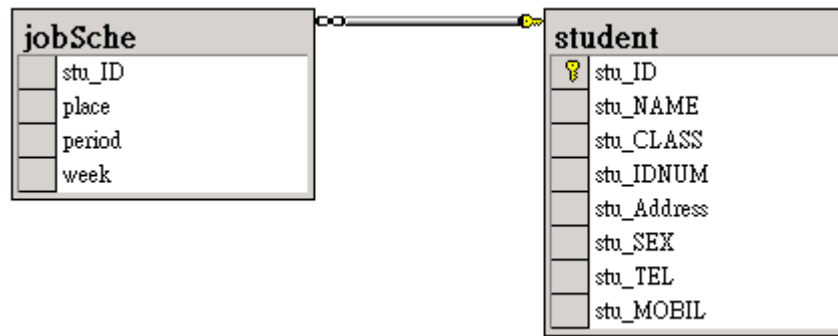 jobSche
stu_ID
place
period
week
student
stu_ID
stu_NAME
stu_CLASS
stu_IDNUM
stu_Address
stu_SEX
stu_TEL
stu_MOBIL